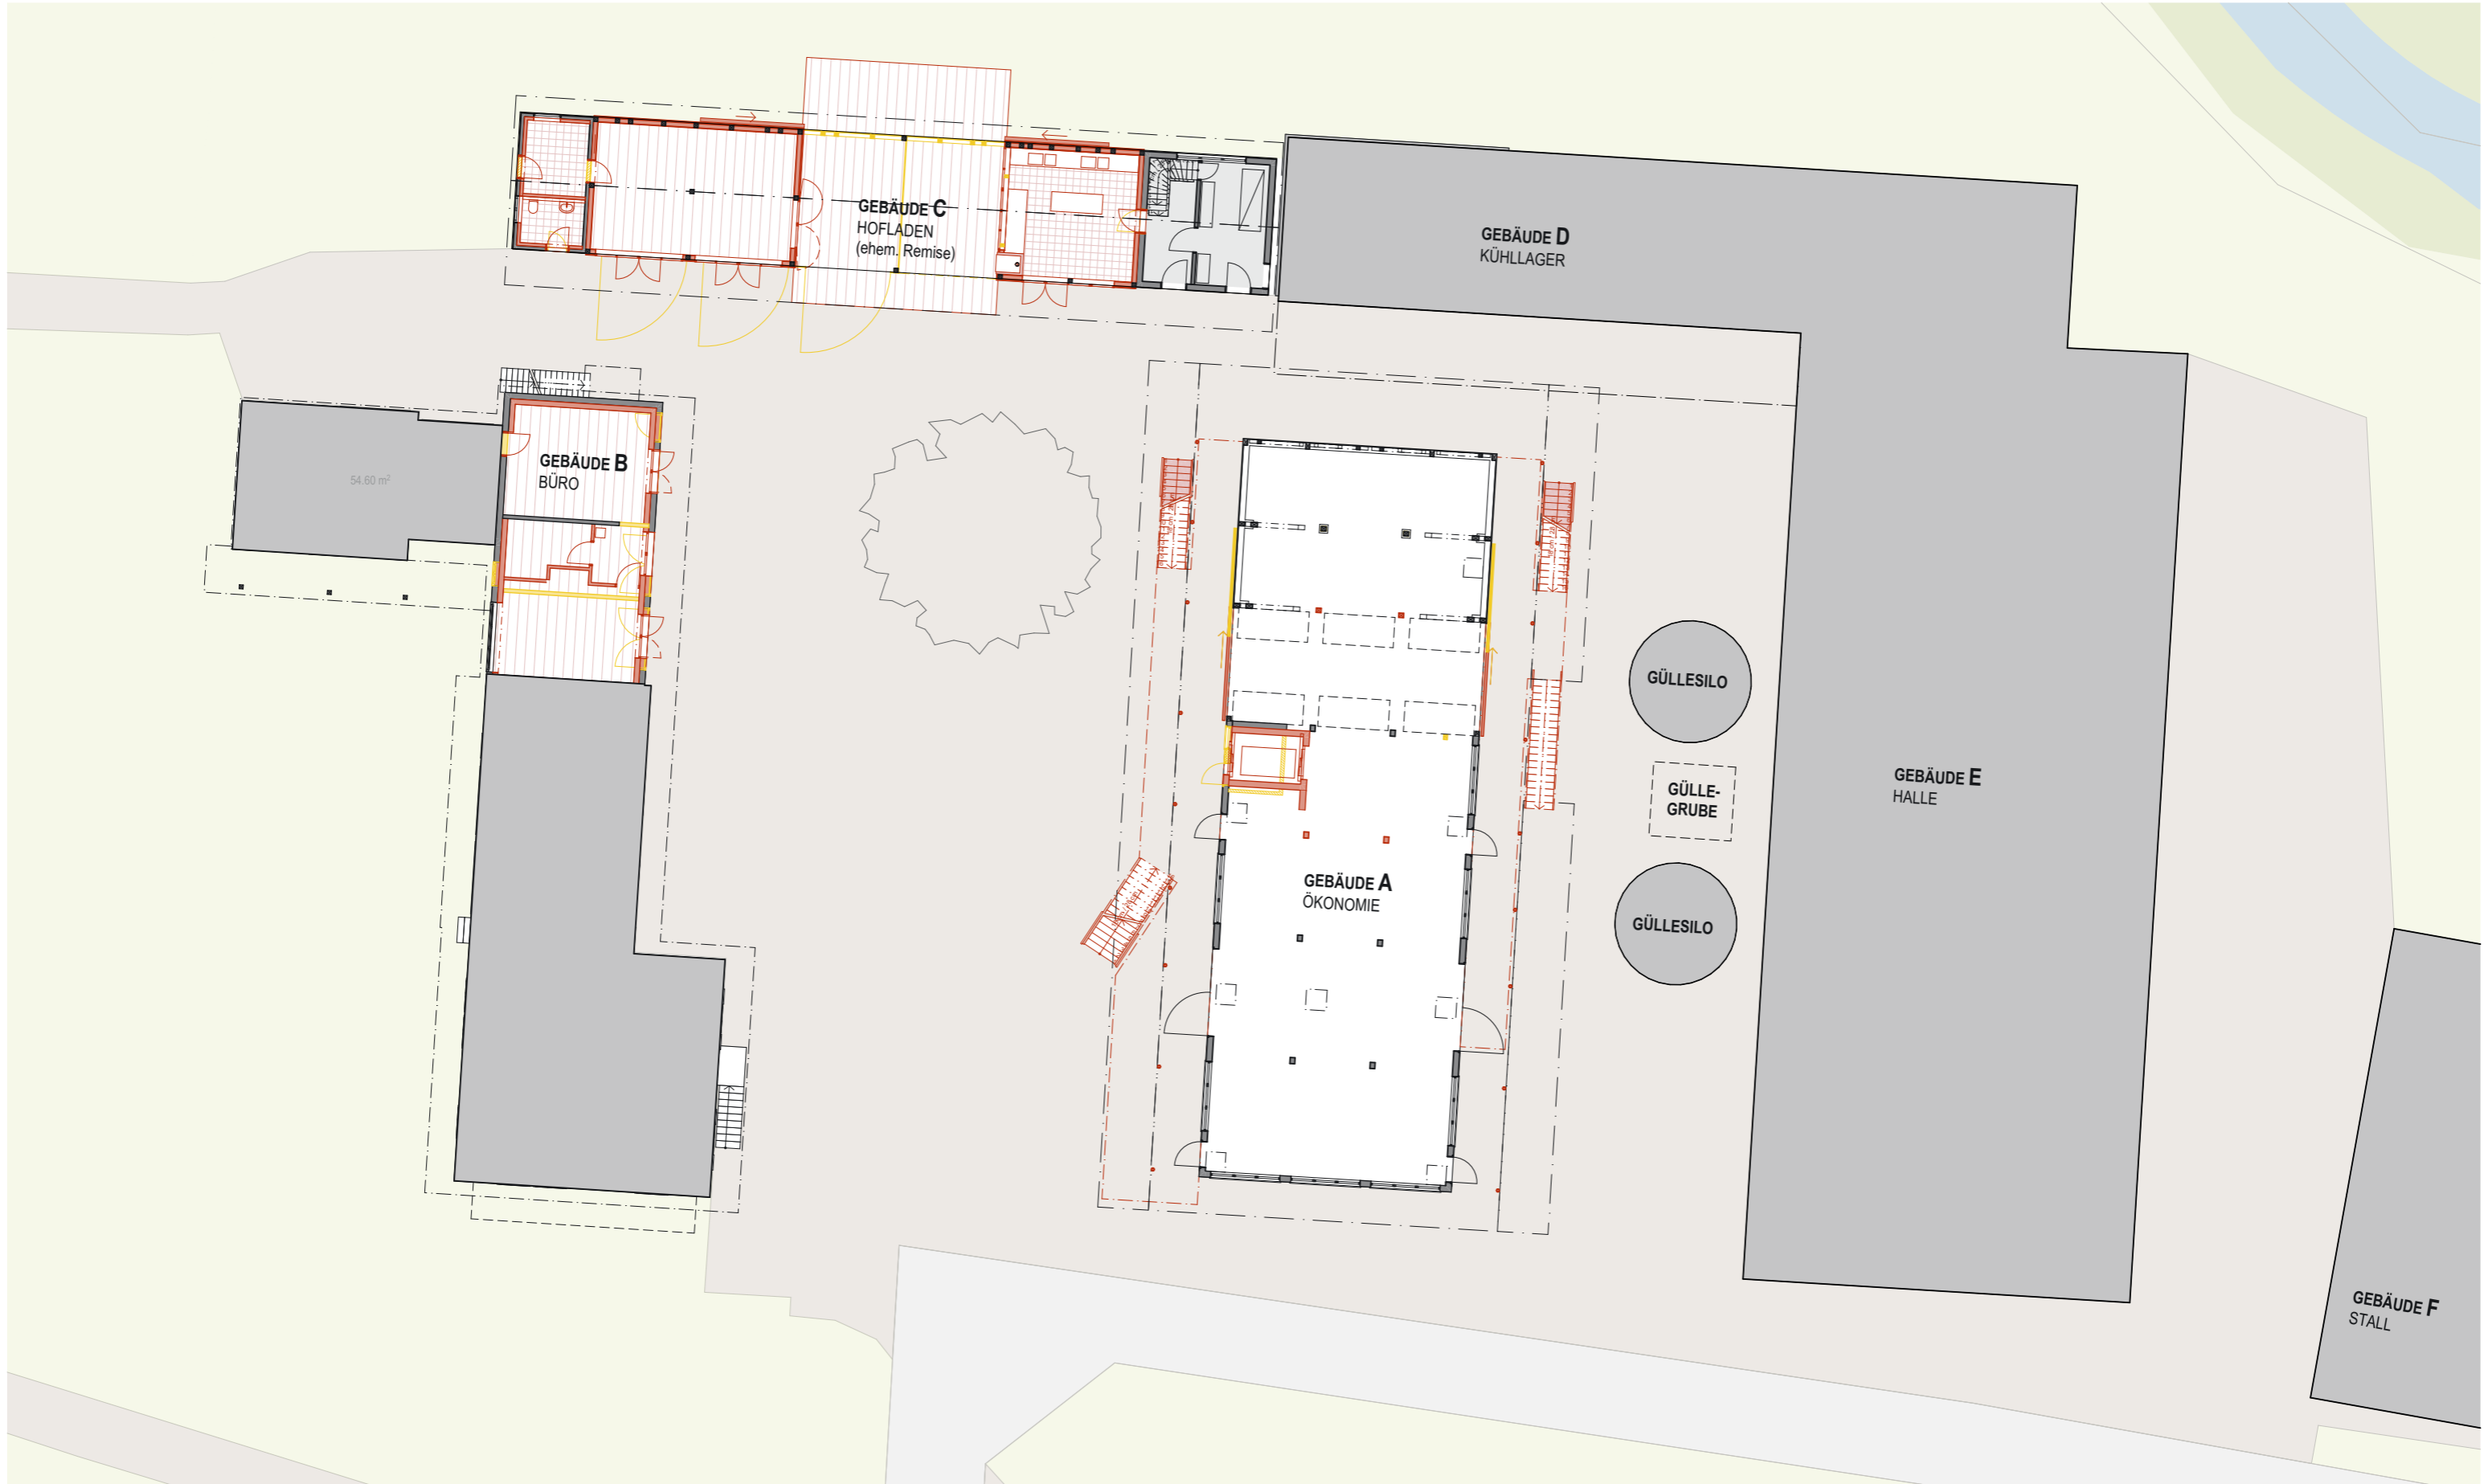 GEBÄUDE C
HOFLADEN
(ehem. Remise)
GEBÄUDE D
KÜHLLAGER
GEBÄUDE B
BÜRO
54.60 m²
GÜLLESILO
GEBÄUDE E
HALLE
GÜLLE-
GRUBE
GEBÄUDE A
ÖKONOMIE
GÜLLESILO
GEBÄUDE F
STALL